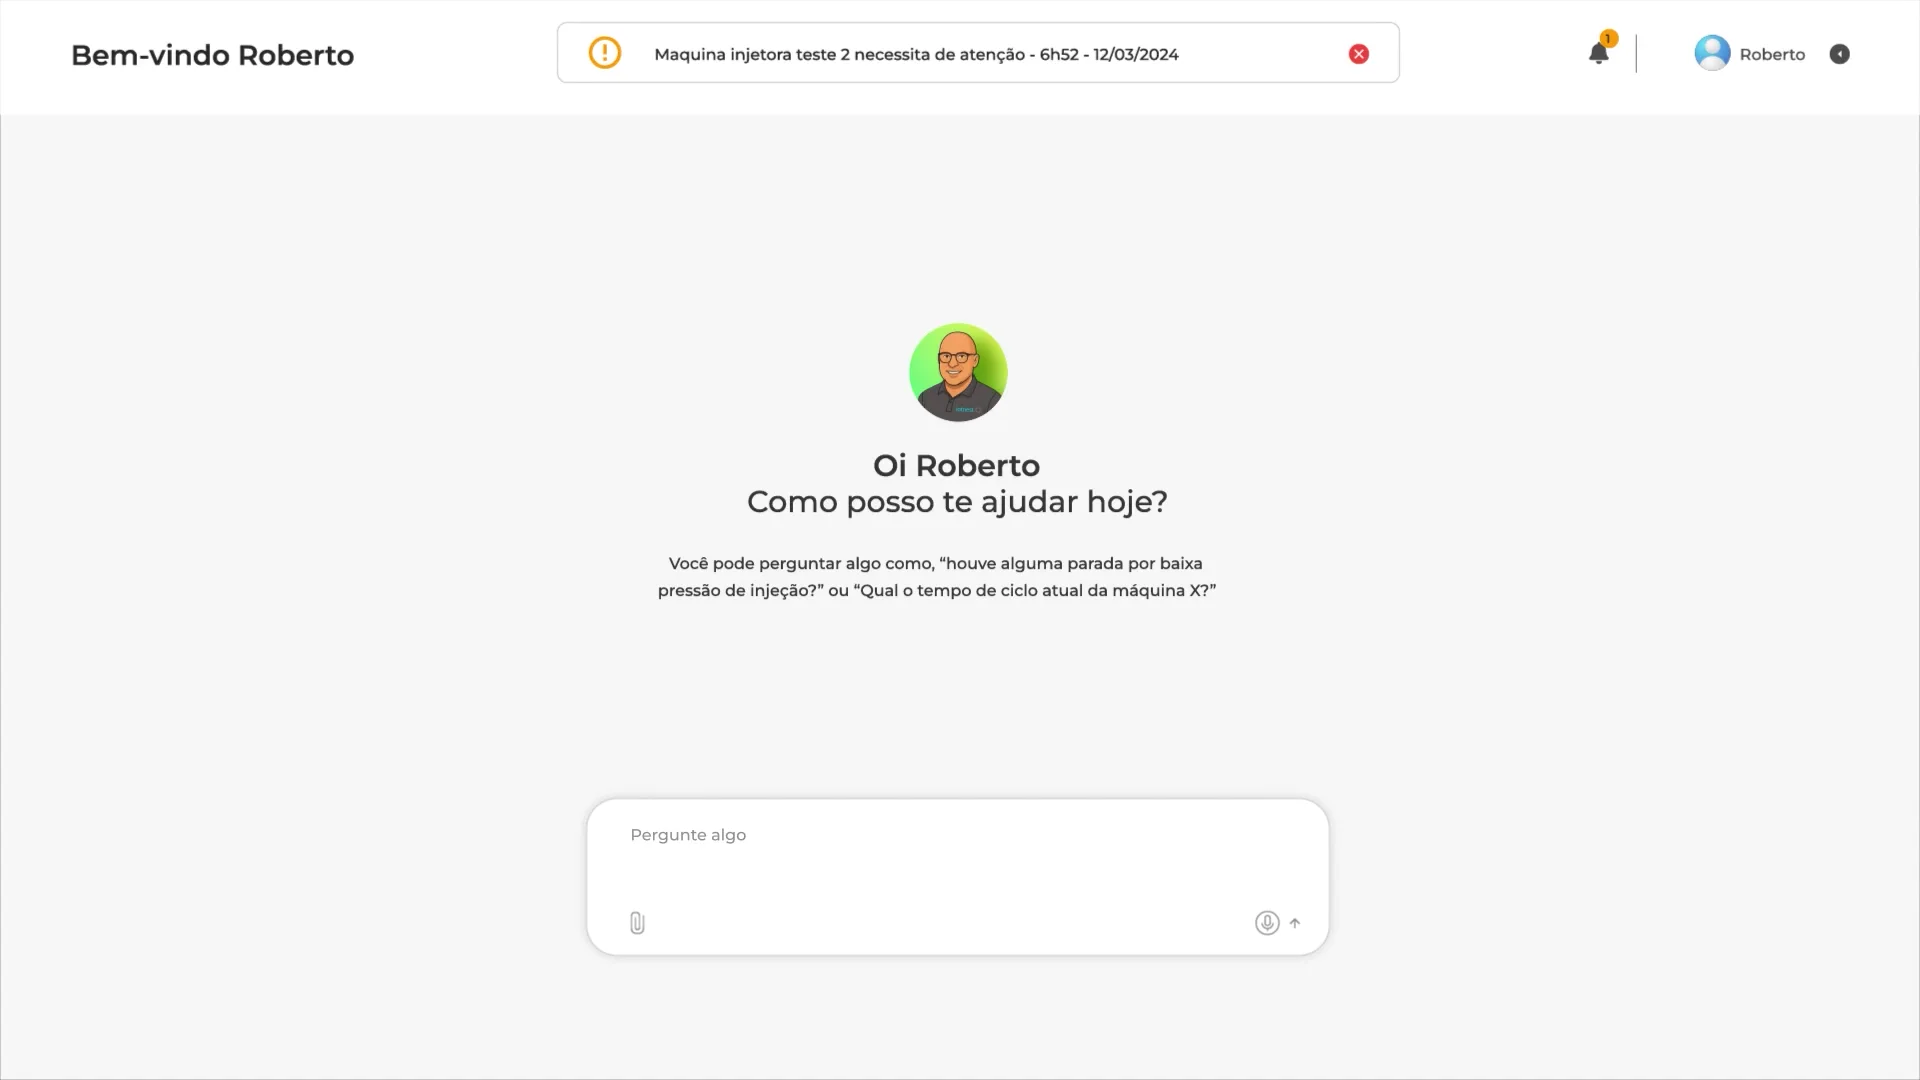 Bem-vindo Roberto
Maquina injetora teste 2 necessita de atenção - 6h52 - 12/03/2024
1
Roberto
Oi Roberto
Como posso te ajudar hoje?
Você pode perguntar algo como, “houve alguma parada por baixa
pressão de injeção?” ou “Qual o tempo de ciclo atual da máquina X?”
Pergunte algo